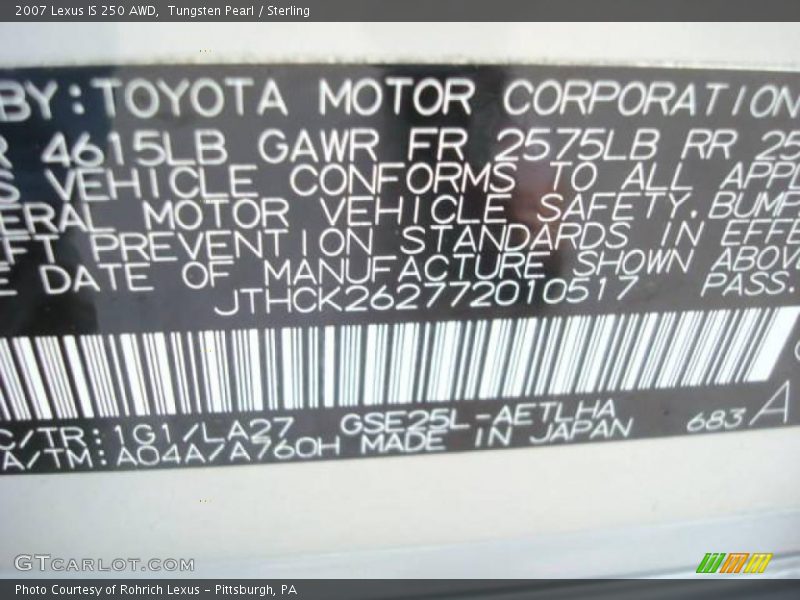 2007 Lexus IS 250 AWD,  Tungsten Pearl / Sterling
BY: TOYOTA MOTOR CORPORATION
R 4615LB GAWR FR 2575LB RR 25
S VEHICLE CONFORMS TO ALL APPL
ERAL MOTOR VEHICLE SAFETY, BUMP
FT PREVENTION STANDARDS IN EFFE
E DATE OF MANUFACTURE SHOWN ABOV
JTHCK262772010517 PASS.
C/TR: 1G1/LA27 GSE25L-AETLHA 683 A
A/TM: A04A/A760H MADE IN JAPAN
GTCARLOT.COM
Photo Courtesy of Rohrich Lexus - Pittsburgh, PA